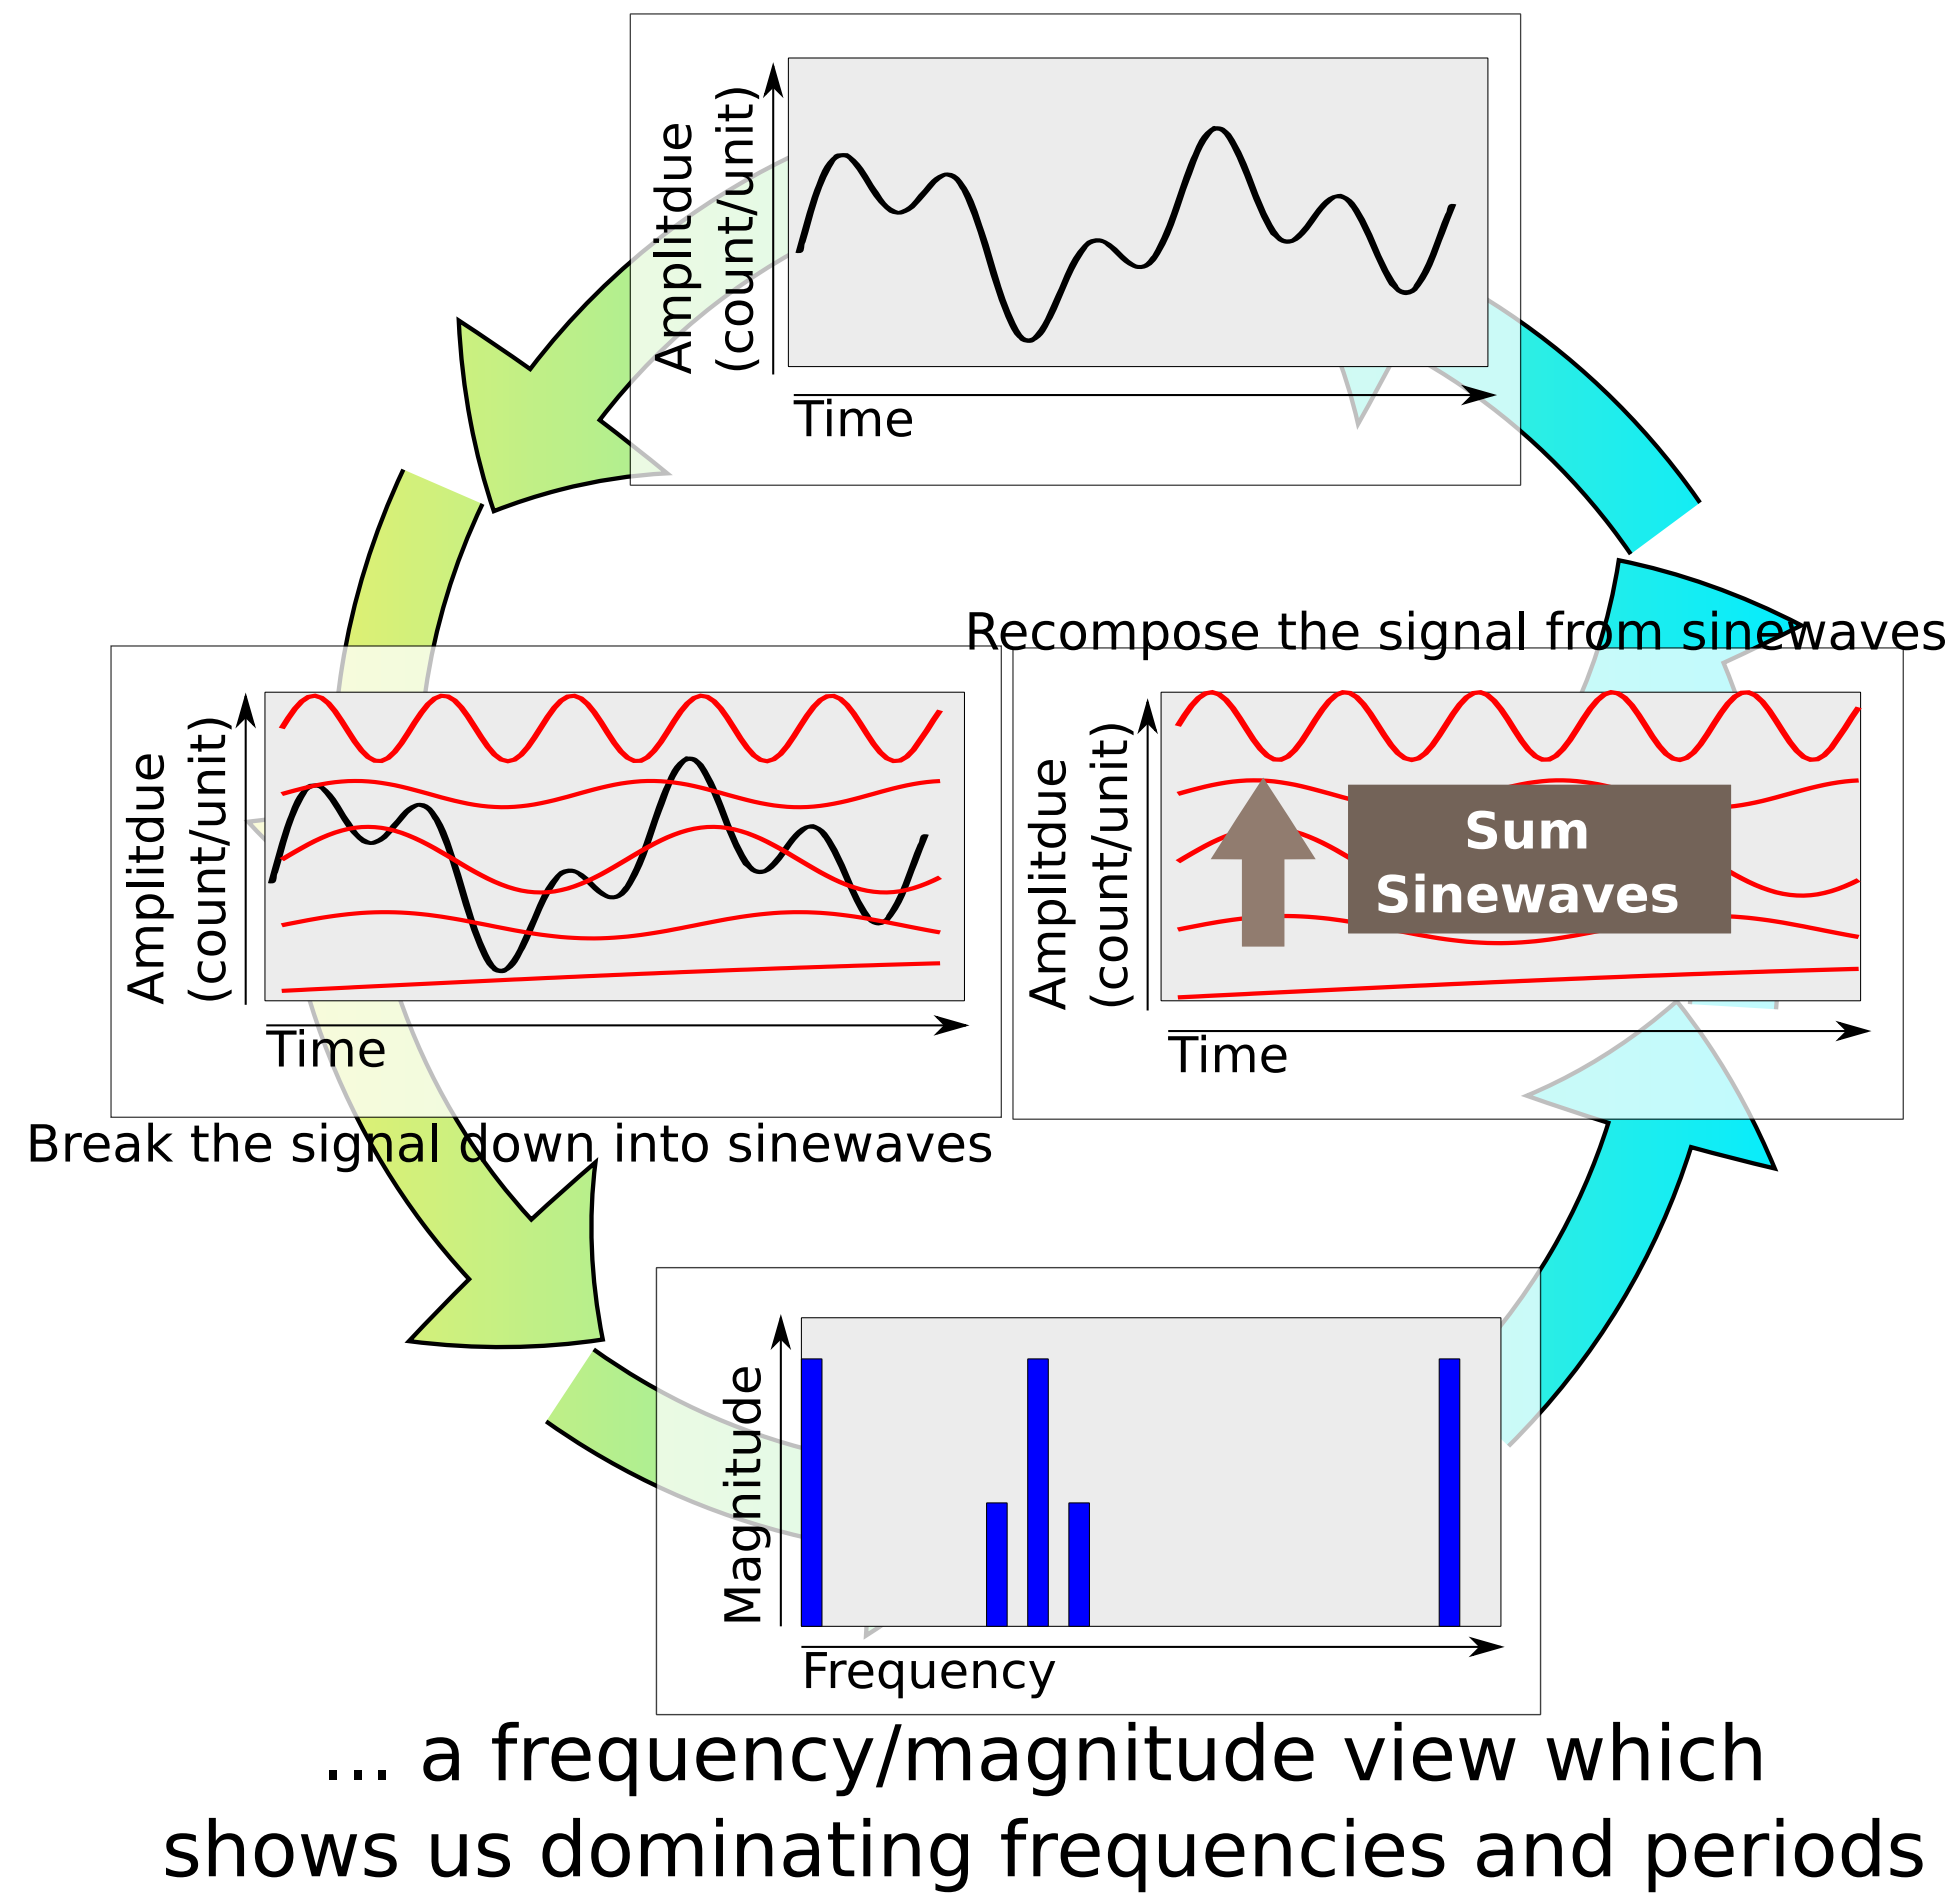 Amplitdue
(count/unit)
Time
Recompose the signal from sinewaves
Amplitdue
(count/unit)
Time
Break the signal down into sinewaves
Amplitdue
(count/unit)
Sum
Sinewaves
Time
Magnitude
Frequency
... a frequency/magnitude view which
shows us dominating frequencies and periods